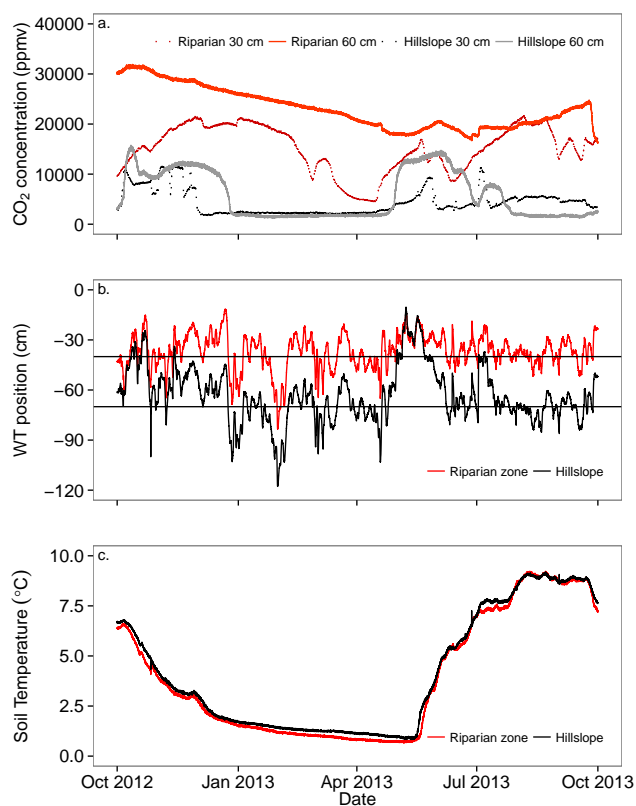 a.
Riparian 30 cm Riparian 60 cm Hillslope 30 cm Hillslope 60 cm
CO2 concentration (ppmv)
40000
30000
20000
10000
0
b.
WT position (cm)
0
−30
−60
−90
−120
Riparian zone Hillslope
c.
Soil Temperature (°C)
10.0
7.5
5.0
2.5
0.0
Riparian zone Hillslope
Oct 2012 Jan 2013 Apr 2013 Jul 2013 Oct 2013
Date